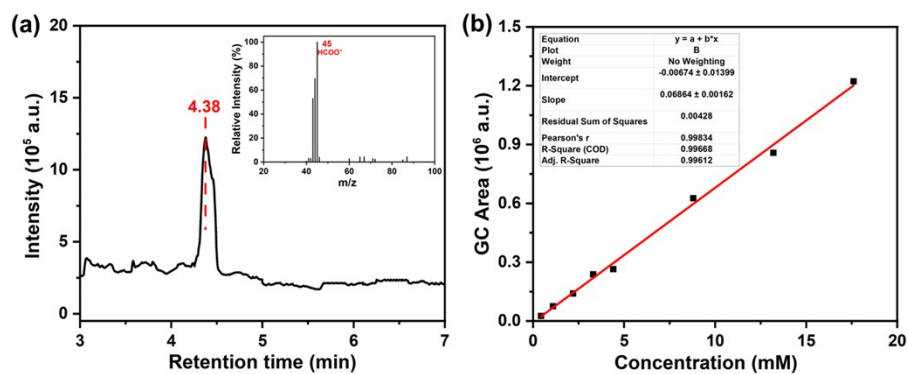 (a)
20
15
10
5
0
Intensity (10⁵ a.u.)
3
4
5
6
7
Retention time (min)
4.38
100
80
60
40
20
0
Relative Intensity (%)
20
40
60
80
100
m/z
45
HCOO⁻
(b)
1.5
1.2
0.9
0.6
0.3
0.0
GC Area (10⁶ a.u.)
0
5
10
15
20
Concentration (mM)
Equation y = a + b*x
Plot B
Weight No Weighting
Intercept -0.00674 ± 0.01399
Slope 0.06864 ± 0.00162
Residual Sum of Squares 0.00428
Pearson's r 0.99834
R-Square (COD) 0.99668
Adj. R-Square 0.99612